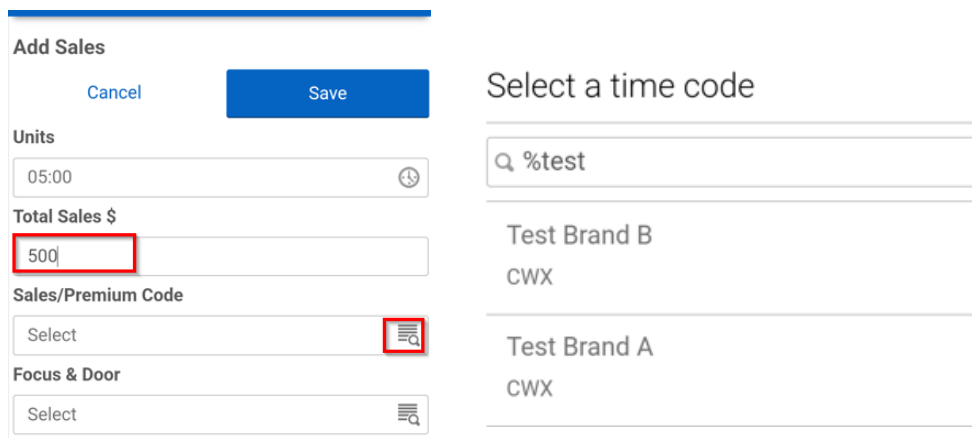 Add Sales
Cancel
Save
Units
05:00
Total Sales $
500
Sales/Premium Code
Select
Focus & Door
Select
Select a time code
%test
Test Brand B
CWX
Test Brand A
CWX